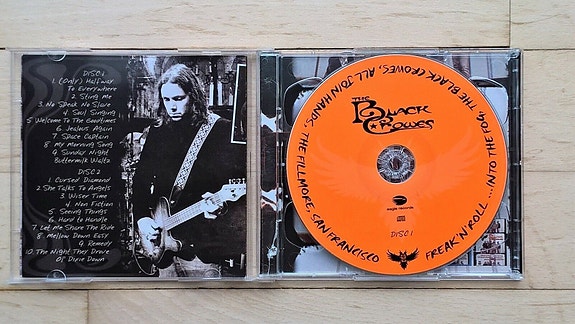 DISC 1
1. (Only) Halfway
To Everywhere
2. Sting Me
3. No Speak No Slave
4. Soul Singing
5. Welcome To The Goodtimes
6. Jealous Again
7. Space Captain
8. My Morning Song
9. Sunday Night
Buttermilk Waltz
DISC 2
1. Cursed Diamond
2. She Talks To Angels
3. Wiser Time
4. Non Fiction
5. Seeing Things
6. Hard to Handle
7. Let Me Share The Ride
8. Mellow Down Easy
9. Remedy
10. The Night They Drove
Of Dixie Down
FREAK 'N' ROLL ...INTO THE FOG, THE BLACK CROWES, ALL JOIN HANDS, THE FILLMORE, SAN FRANCISCO
THE
BLACK
CROWES
eagle records
DISC 1